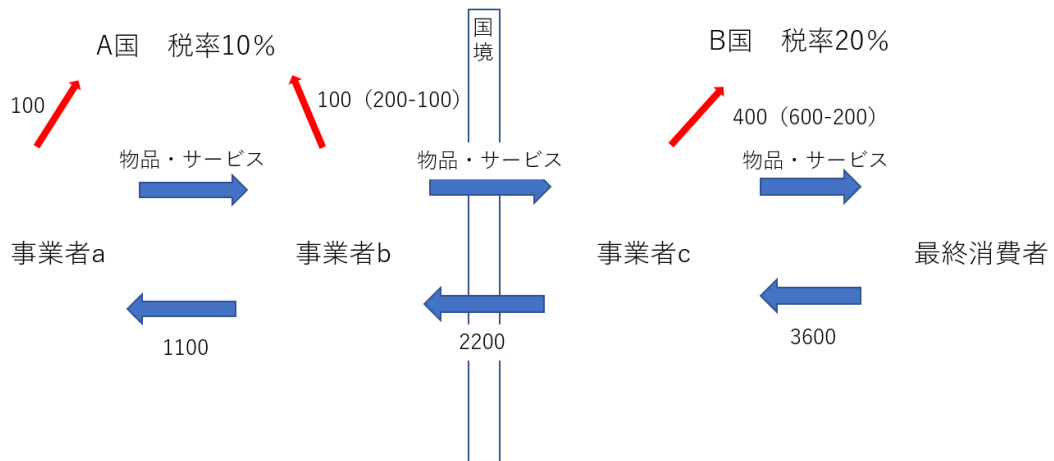 A国　税率10%
国境
B国　税率20%
100
100（200-100）
400（600-200）
物品・サービス
物品・サービス
物品・サービス
事業者a
事業者b
事業者c
最終消費者
1100
2200
3600